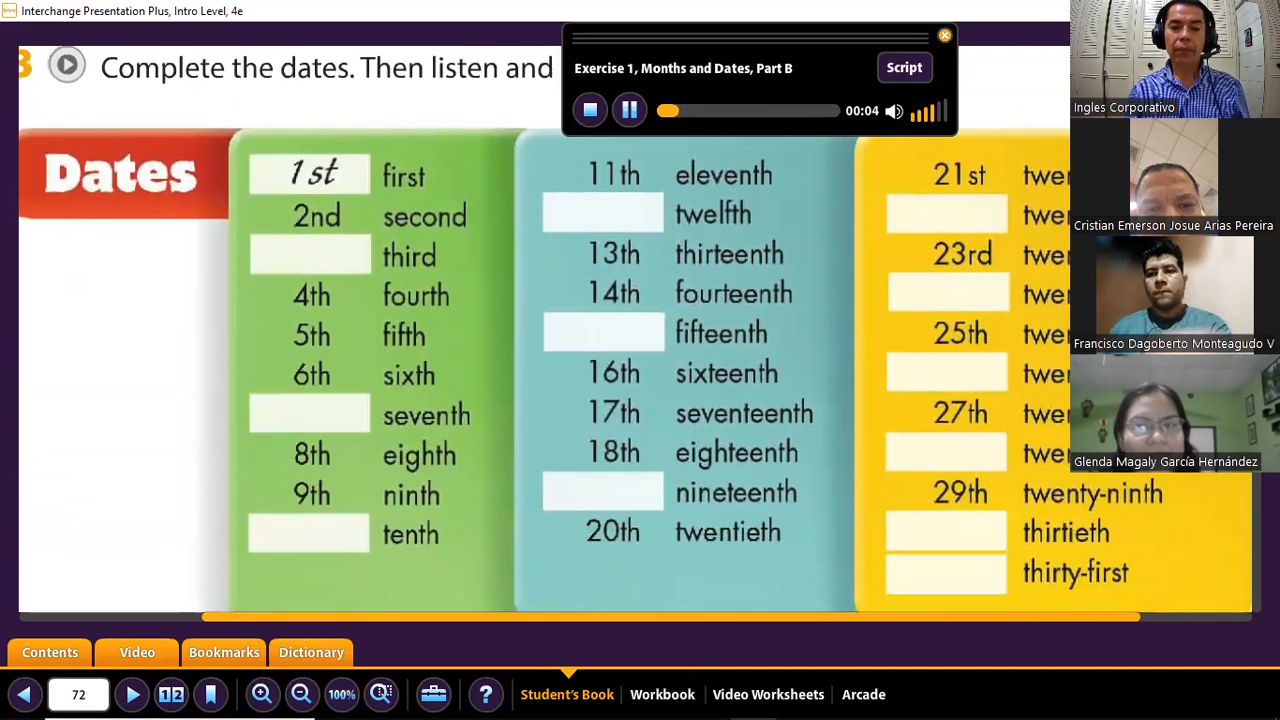 Interchange Presentation Plus, Intro Level, 4e
Complete the dates. Then listen and
Exercise 1, Months and Dates, Part B
Script
00:04
Dates
1st first
2nd second
third
4th fourth
5th fifth
6th sixth
seventh
8th eighth
9th ninth
tenth
11th eleventh
twelfth
13th thirteenth
14th fourteenth
fifteenth
16th sixteenth
17th seventeenth
18th eighteenth
nineteenth
20th twentieth
21st
23rd
25th
27th
29th twenty-ninth
thirtieth
thirty-first
Ingles Corporativo
Cristian Emerson Josue Arias Pereira
Francisco Dagoberto Monteagudo V
Glenda Magaly García Hernández
Contents Video Bookmarks Dictionary
72
1 2
100%
?
Student's Book Workbook Video Worksheets Arcade